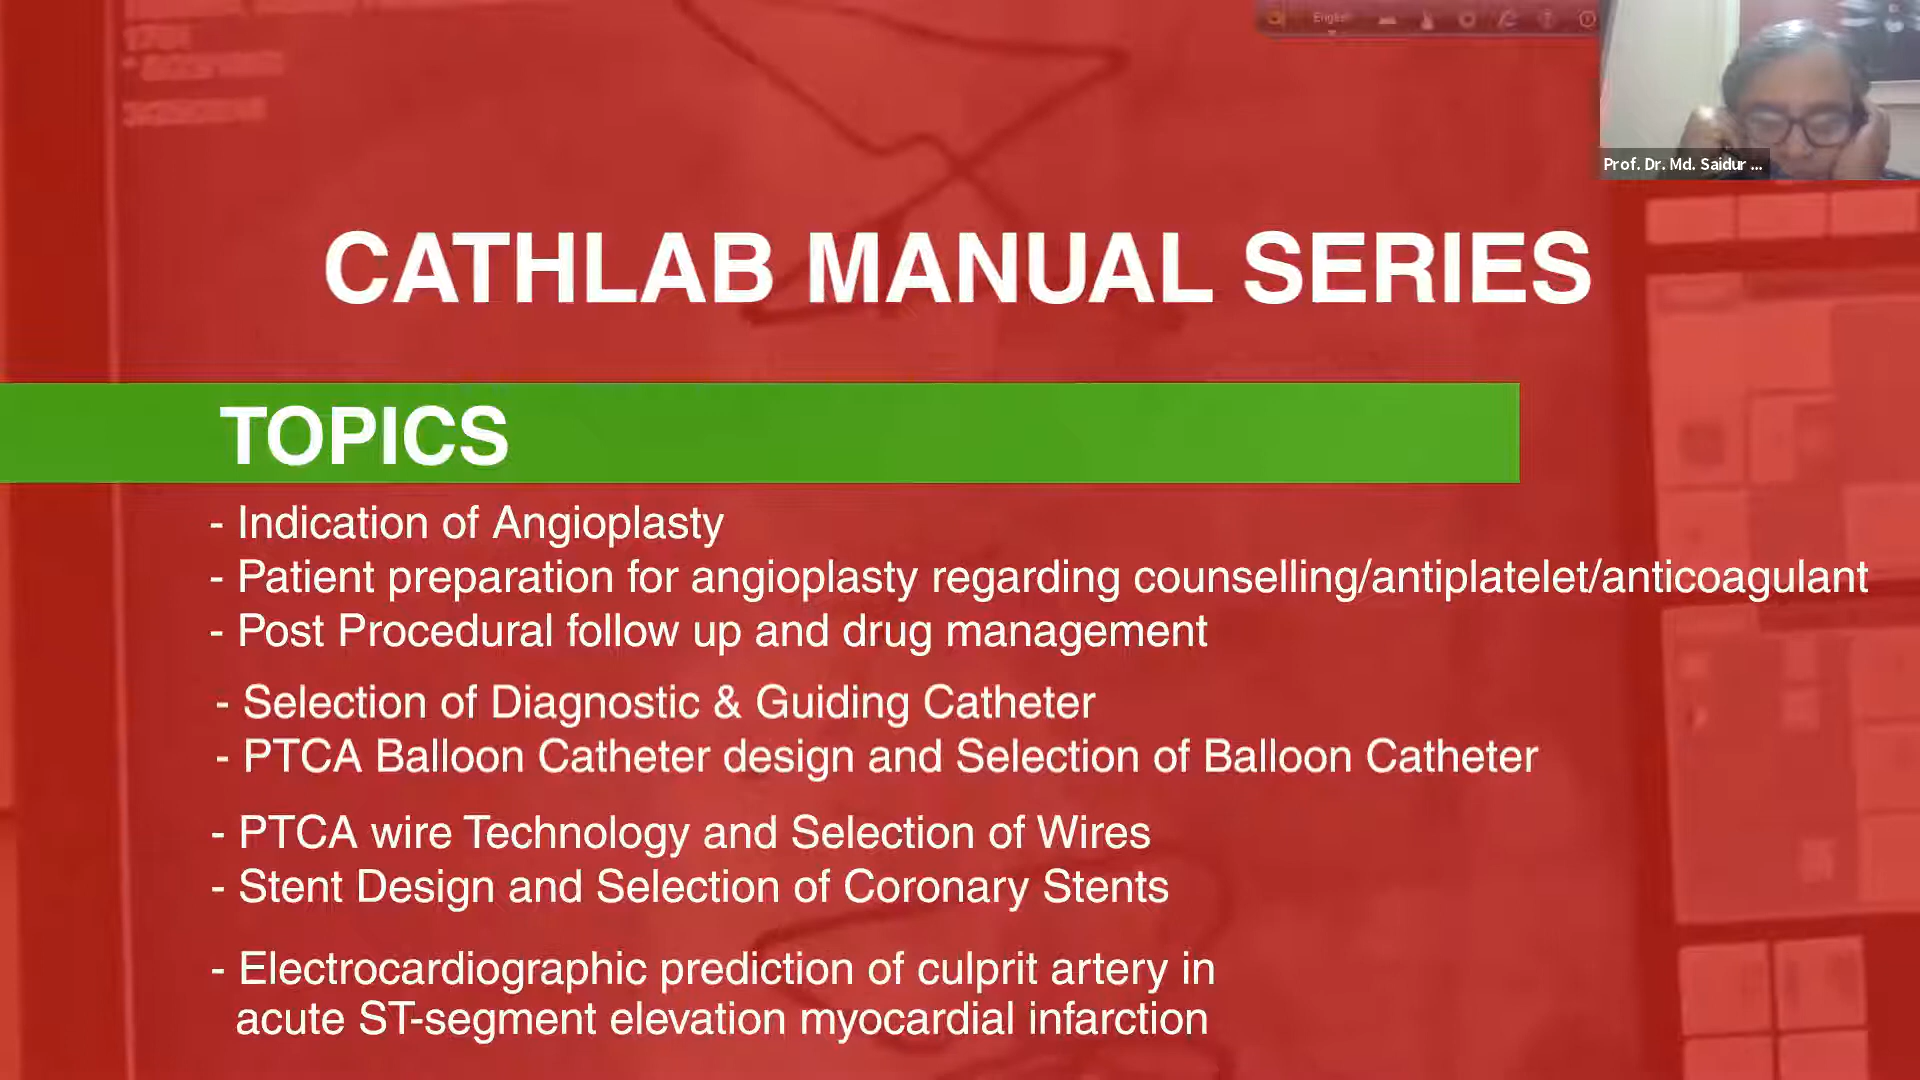 English
Prof. Dr. Md. Saidur ...
CATHLAB MANUAL SERIES
TOPICS
- Indication of Angioplasty
- Patient preparation for angioplasty regarding counselling/antiplatelet/anticoagulant
- Post Procedural follow up and drug management
- Selection of Diagnostic & Guiding Catheter
- PTCA Balloon Catheter design and Selection of Balloon Catheter
- PTCA wire Technology and Selection of Wires
- Stent Design and Selection of Coronary Stents
- Electrocardiographic prediction of culprit artery in
acute ST-segment elevation myocardial infarction